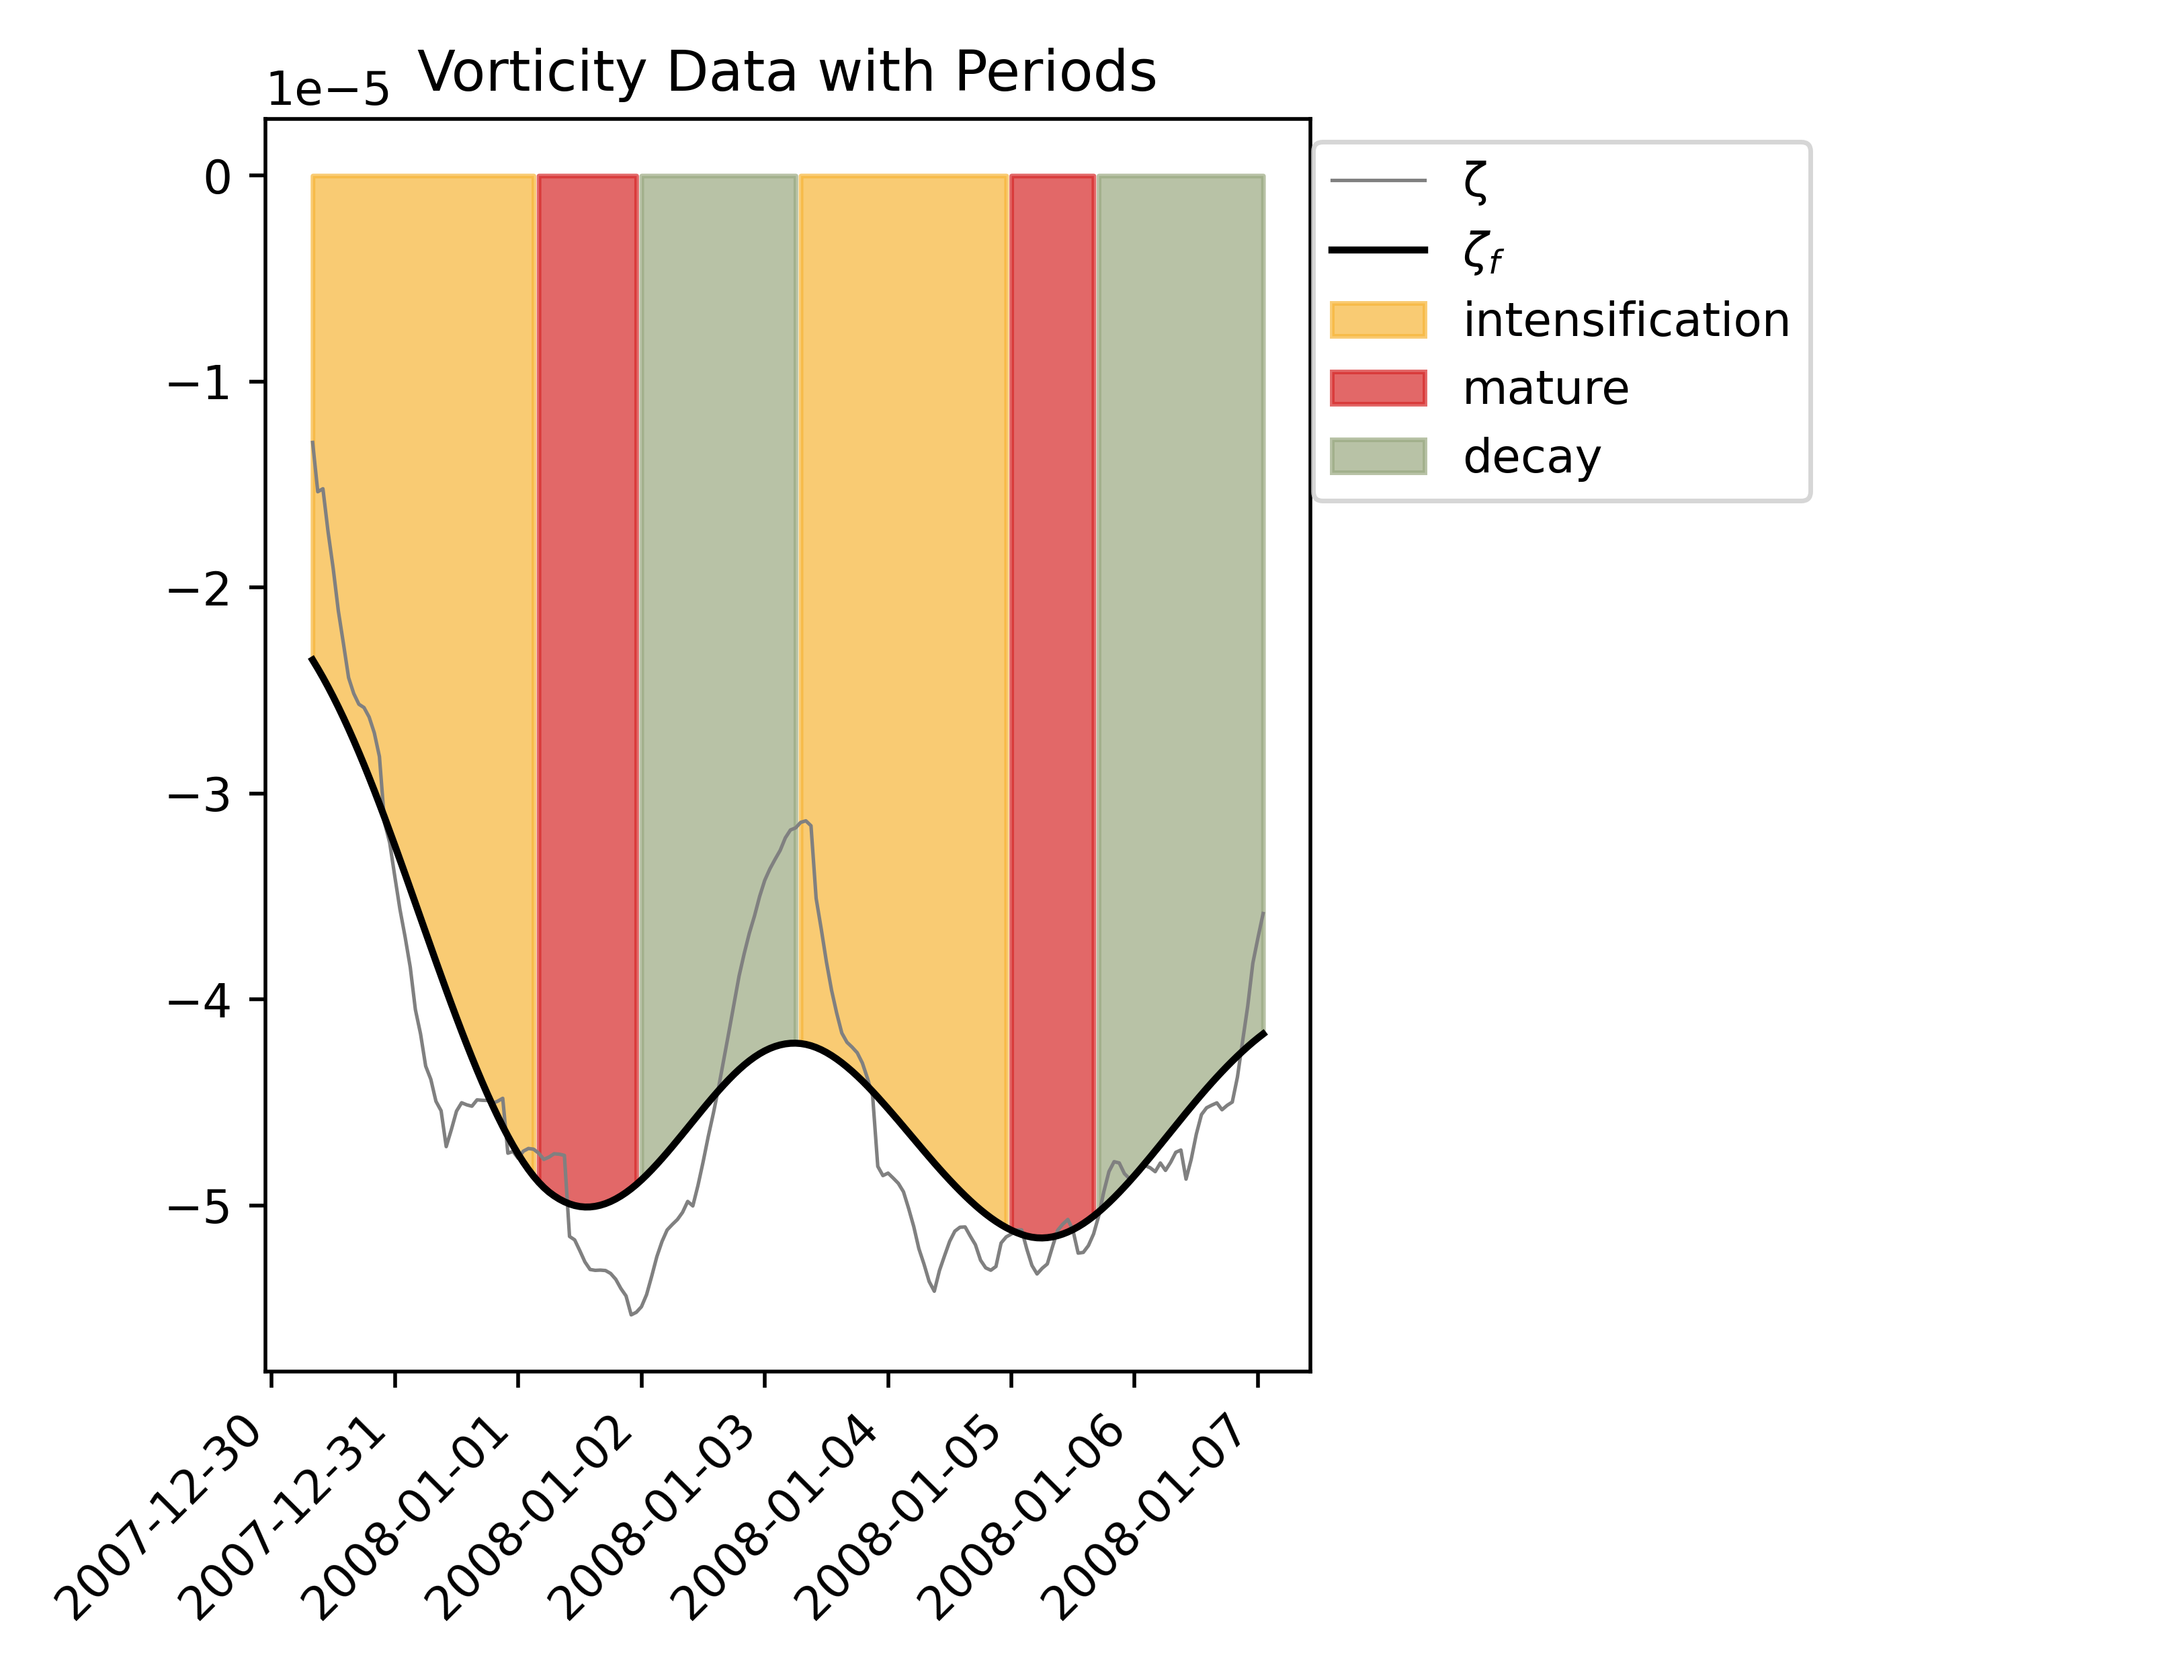 Vorticity Data with Periods
1e−5
0
−1
−2
−3
−4
−5
2007-12-30
2007-12-31
2008-01-01
2008-01-02
2008-01-03
2008-01-04
2008-01-05
2008-01-06
2008-01-07
ζ
ζf
intensification
mature
decay